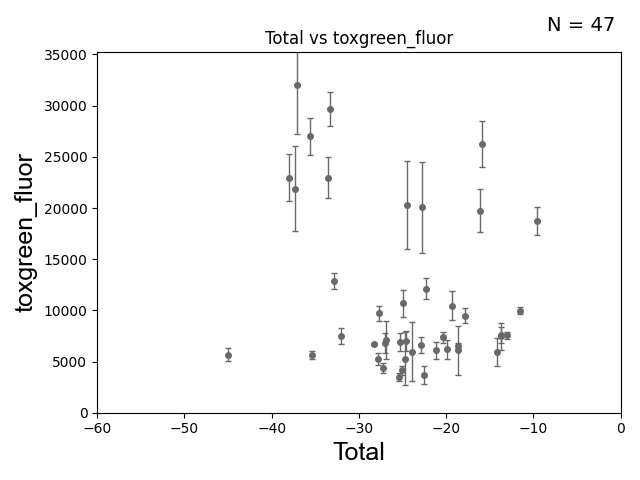 N = 47
Total vs toxgreen_fluor
35000
30000
25000
20000
15000
10000
5000
0
toxgreen_fluor
−60 −50 −40 −30 −20 −10 0
Total